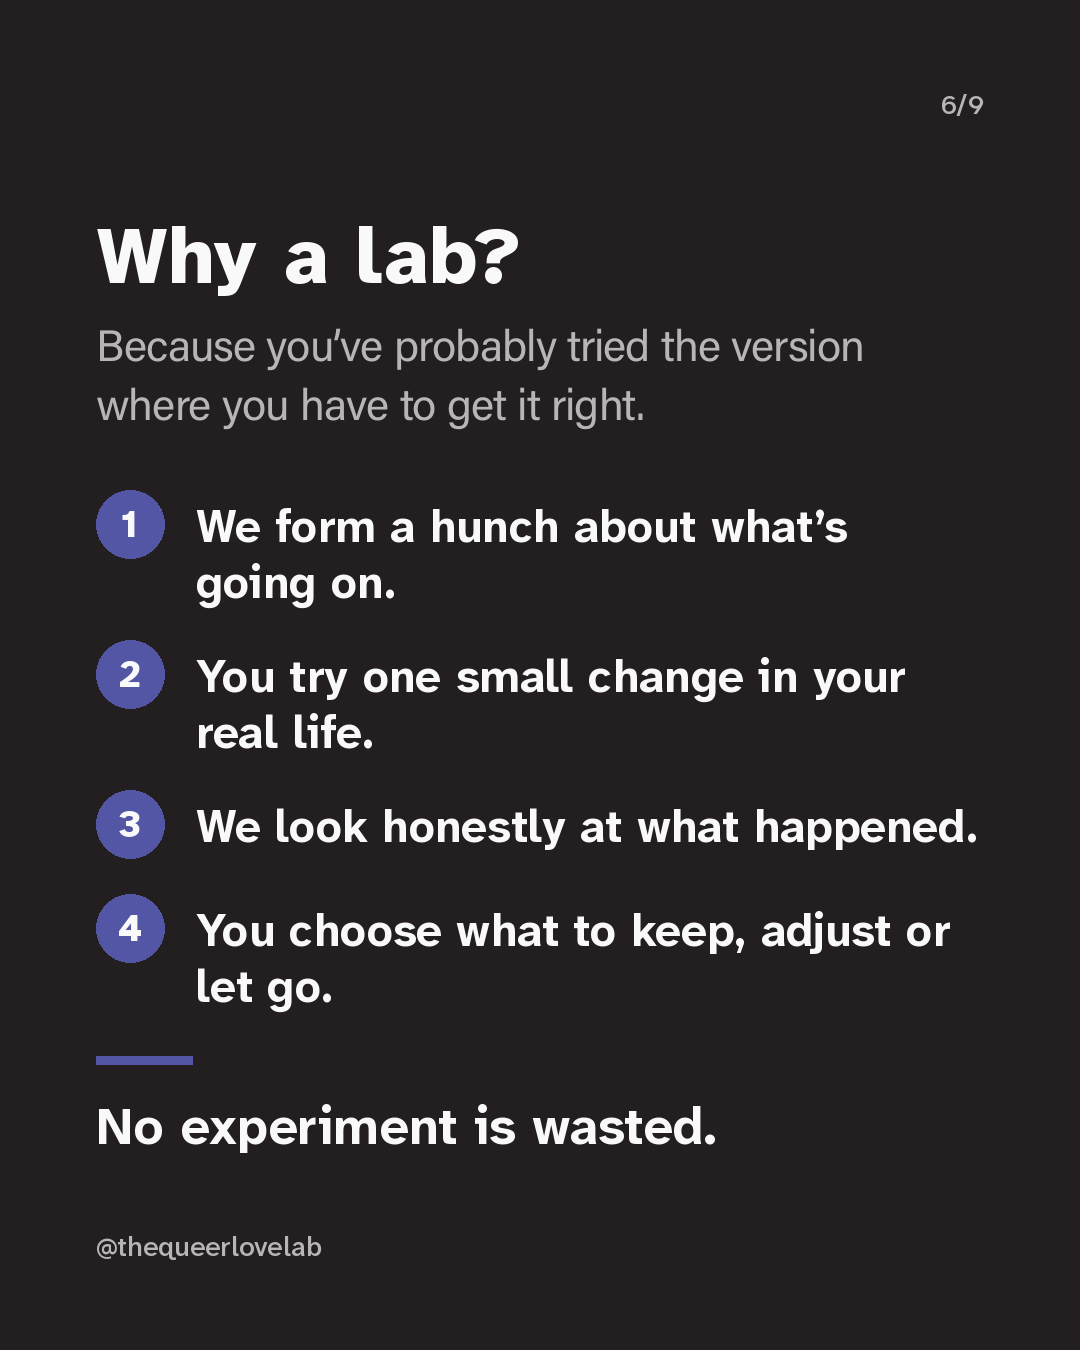 6/9
Why a lab?
Because you’ve probably tried the version
where you have to get it right.
1 We form a hunch about what’s
going on.
2 You try one small change in your
real life.
3 We look honestly at what happened.
4 You choose what to keep, adjust or
let go.
No experiment is wasted.
@thequeerlovelab